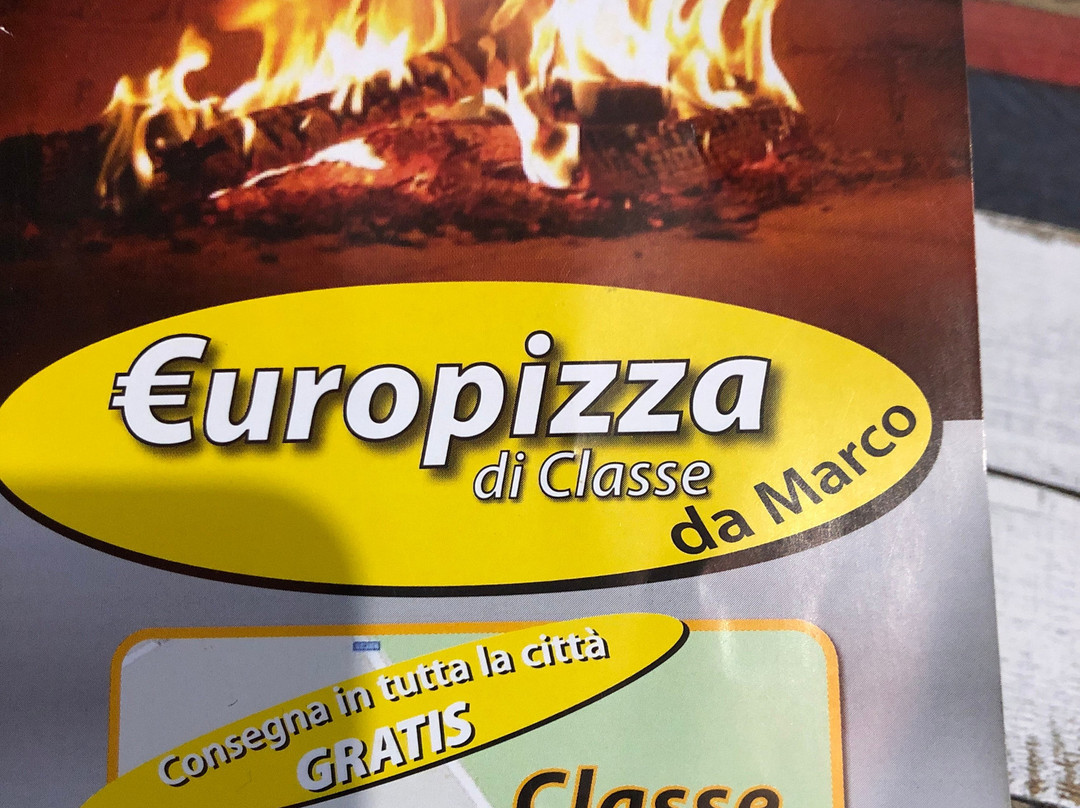 €uropizza
di Classe
da Marco
Consegna in tutta la città
GRATIS
Classe